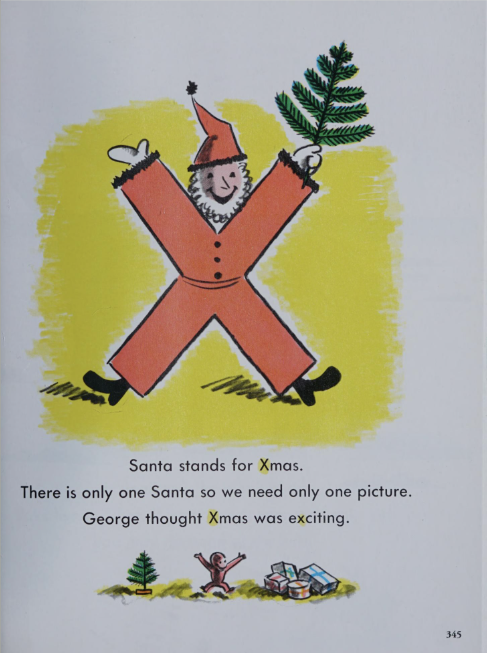 Santa stands for Xmas.
There is only one Santa so we need only one picture.
George thought Xmas was exciting.
345